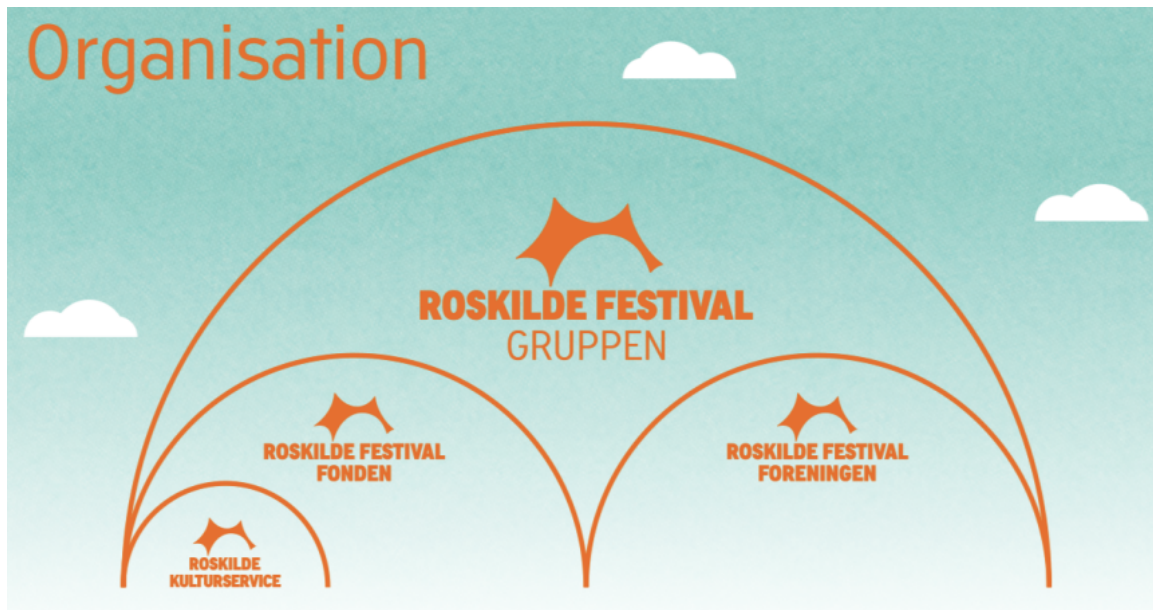 Organisation
ROSKILDE FESTIVAL
GRUPPEN
ROSKILDE FESTIVAL
FONDEN
ROSKILDE FESTIVAL
FORENINGEN
ROSKILDE
KULTURSERVICE